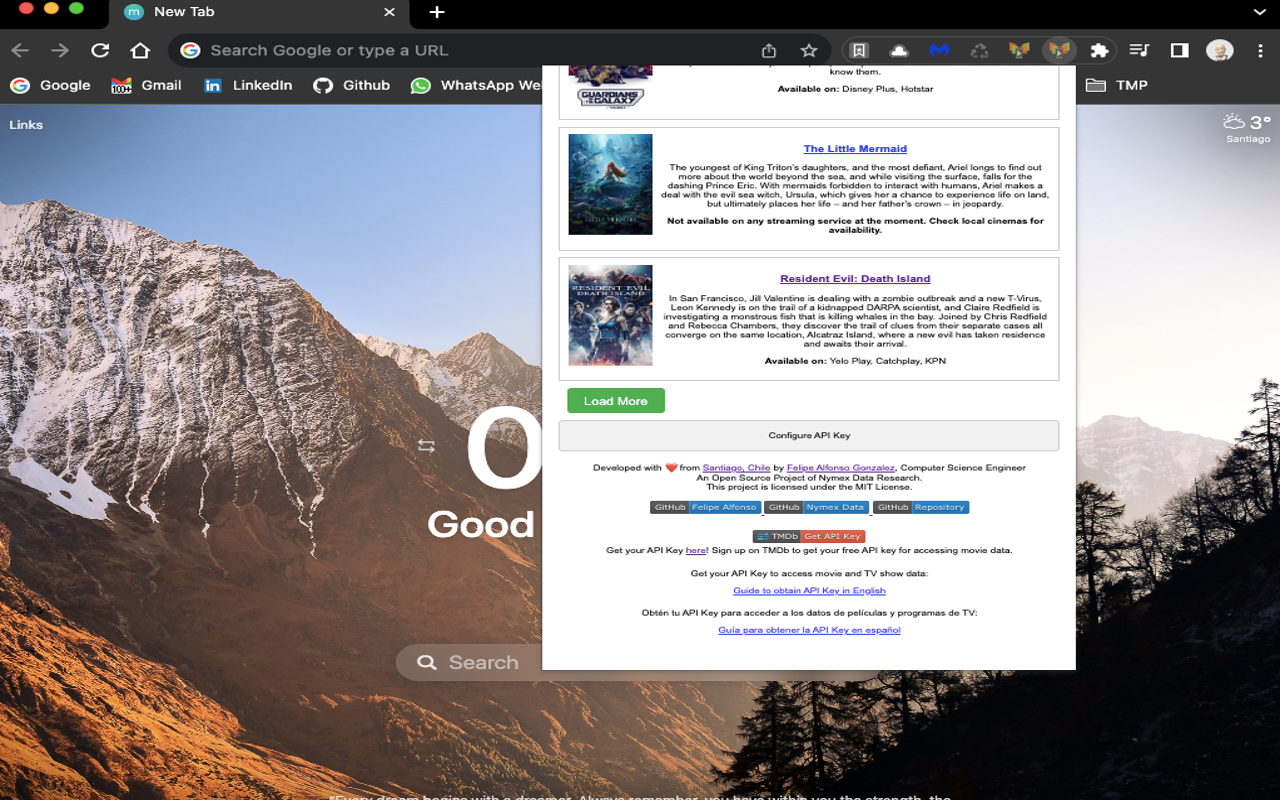 New Tab
Search Google or type a URL
Google
100+
Gmail
LinkedIn
Github
WhatsApp We
TMP
Links
3°
Santiago
GUARDIANS
GALAXY
know them.
Available on: Disney Plus, Hotstar
The Little Mermaid
The youngest of King Triton's daughters, and the most defiant, Ariel longs to find out
more about the world beyond the sea, and while visiting the surface, falls for the
dashing Prince Eric. With mermaids forbidden to interact with humans, Ariel makes a
deal with the evil sea witch, Ursula, which gives her a chance to experience life on land,
but ultimately places her life – and her father's crown – in jeopardy.
Not available on any streaming service at the moment. Check local cinemas for
availability.
RESIDENT EVIL
DEATH ISLAND
Resident Evil: Death Island
In San Francisco, Jill Valentine is dealing with a zombie outbreak and a new T-Virus,
Leon Kennedy is on the trail of a kidnapped DARPA scientist, and Claire Redfield is
investigating a monstrous fish that is killing whales in the bay. Joined by Chris Redfield
and Rebecca Chambers, they discover the trail of clues from their separate cases all
converge on the same location, Alcatraz Island, where a new evil has taken residence
and awaits their arrival.
Available on: Yelo Play, Catchplay, KPN
Load More
Configure API Key
Developed with ❤️ from Santiago, Chile by Felipe Alfonso Gonzalez, Computer Science Engineer
An Open Source Project of Nymex Data Research.
This project is licensed under the MIT License.
GitHub Felipe Alfonso GitHub Nymex Data GitHub Repository
TMDb Get API Key
Get your API Key here! Sign up on TMDb to get your free API key for accessing movie data.
Get your API Key to access movie and TV show data:
Guide to obtain API Key in English
Obtén tu API Key para acceder a los datos de películas y programas de TV:
Guía para obtener la API Key en español
Good
Search
"Every dream begins with a dreamer. Always remember, you have within you the strength, the